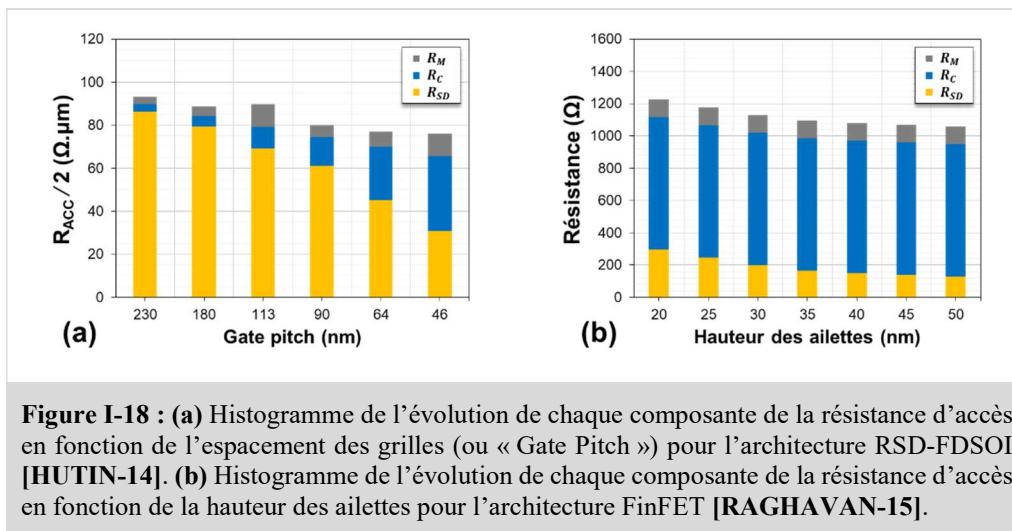 120
100
80
60
40
20
0
R_ACC/2 (Ω.µm)
R_M
R_C
R_SD
230 180 113 90 64 46
(a) Gate pitch (nm)
1600
1400
1200
1000
800
600
400
200
0
Résistance (Ω)
R_M
R_C
R_SD
20 25 30 35 40 45 50
(b) Hauteur des ailettes (nm)
Figure I-18 : (a) Histogramme de l’évolution de chaque composante de la résistance d’accès
en fonction de l’espacement des grilles (ou « Gate Pitch ») pour l’architecture RSD-FDSOI
[HUTIN-14]. (b) Histogramme de l’évolution de chaque composante de la résistance d’accès
en fonction de la hauteur des ailettes pour l’architecture FinFET [RAGHAVAN-15].